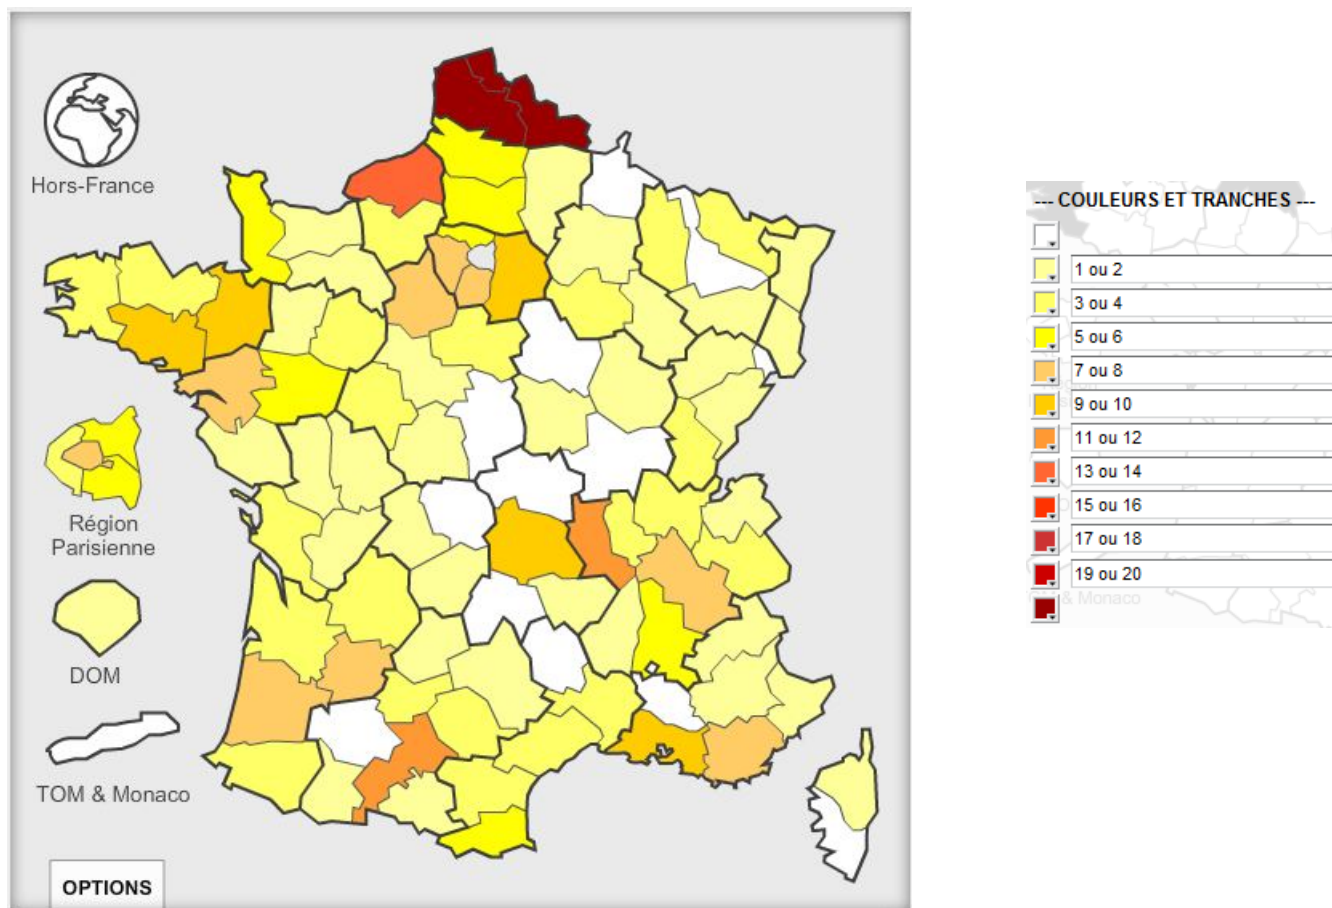 Hors-France
Région
Parisienne
DOM
TOM & Monaco
OPTIONS
--- COULEURS ET TRANCHES ---
1 ou 2
3 ou 4
5 ou 6
7 ou 8
9 ou 10
11 ou 12
13 ou 14
15 ou 16
17 ou 18
19 ou 20
& Monaco